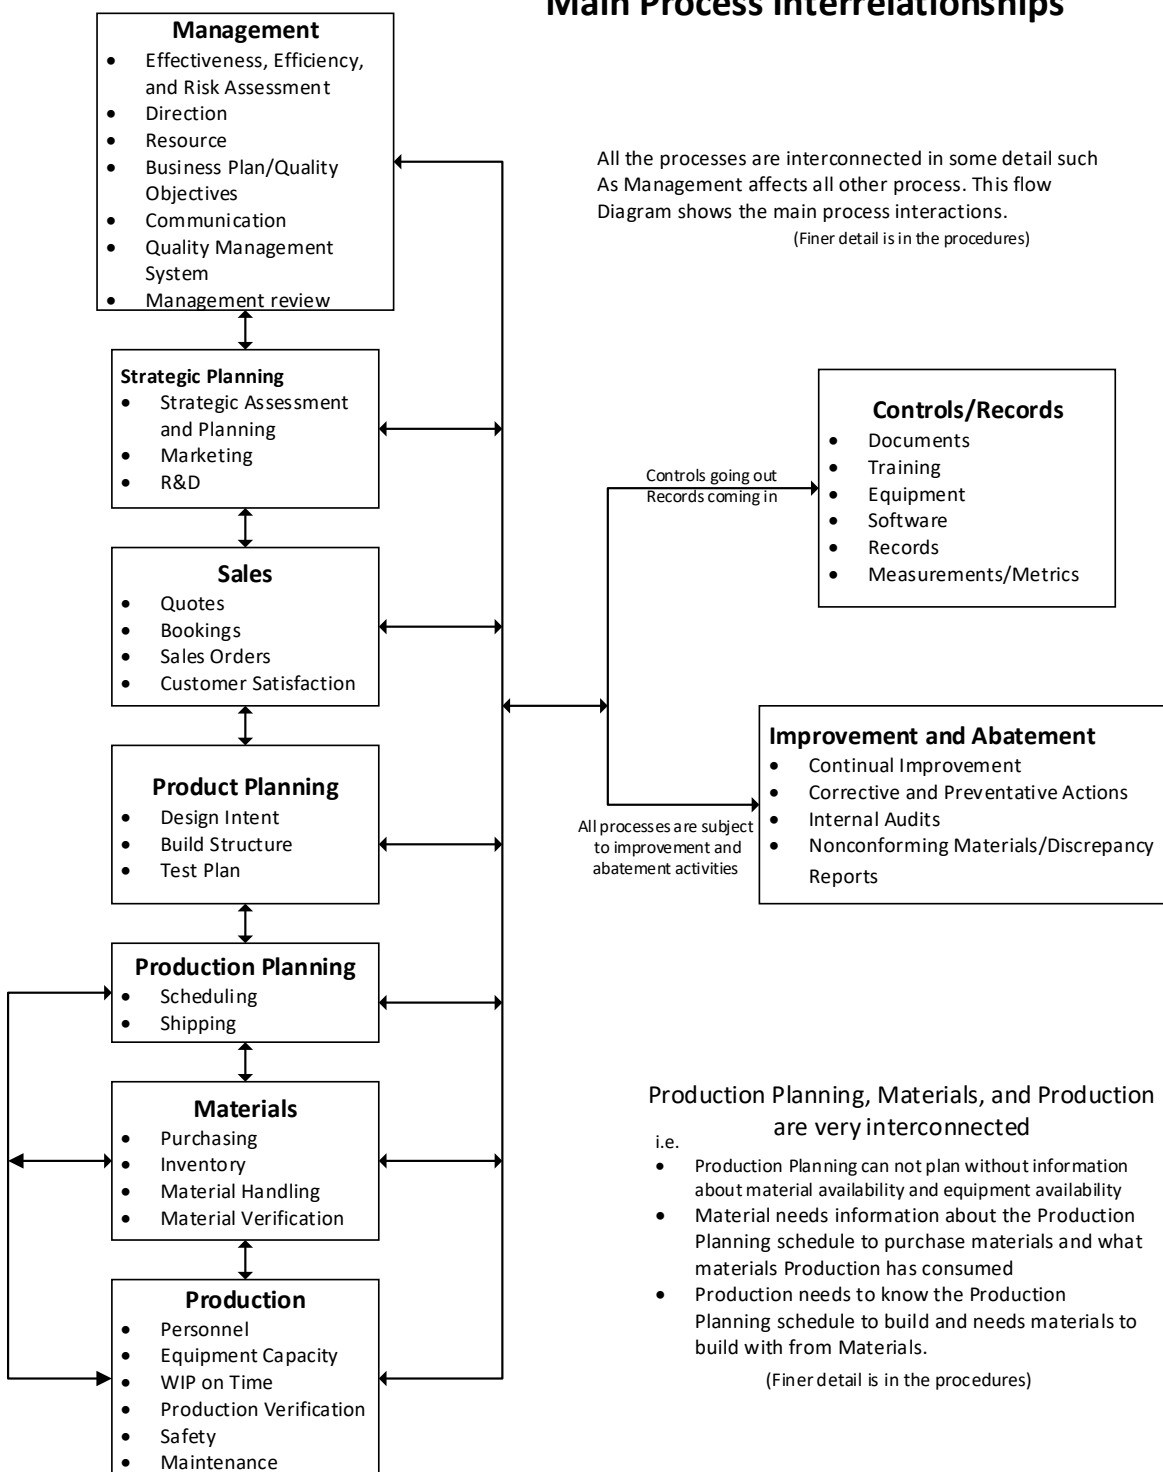 Main Process Interrelationships
Management
• Effectiveness, Efficiency,
and Risk Assessment
• Direction
• Resource
• Business Plan/Quality
Objectives
• Communication
• Quality Management
System
• Management review
All the processes are interconnected in some detail such
As Management affects all other process. This flow
Diagram shows the main process interactions.
(Finer detail is in the procedures)
Strategic Planning
• Strategic Assessment
and Planning
• Marketing
• R&D
Controls going out
Records coming in
Controls/Records
• Documents
• Training
• Equipment
• Software
• Records
• Measurements/Metrics
Sales
• Quotes
• Bookings
• Sales Orders
• Customer Satisfaction
Improvement and Abatement
• Continual Improvement
• Corrective and Preventative Actions
• Internal Audits
• Nonconforming Materials/Discrepancy
Reports
All processes are subject
to improvement and
abatement activities
Product Planning
• Design Intent
• Build Structure
• Test Plan
Production Planning
• Scheduling
• Shipping
Materials
• Purchasing
• Inventory
• Material Handling
• Material Verification
Production
• Personnel
• Equipment Capacity
• WIP on Time
• Production Verification
• Safety
• Maintenance
Production Planning, Materials, and Production
are very interconnected
i.e.
• Production Planning can not plan without information
about material availability and equipment availability
• Material needs information about the Production
Planning schedule to purchase materials and what
materials Production has consumed
• Production needs to know the Production
Planning schedule to build and needs materials to
build with from Materials.
(Finer detail is in the procedures)